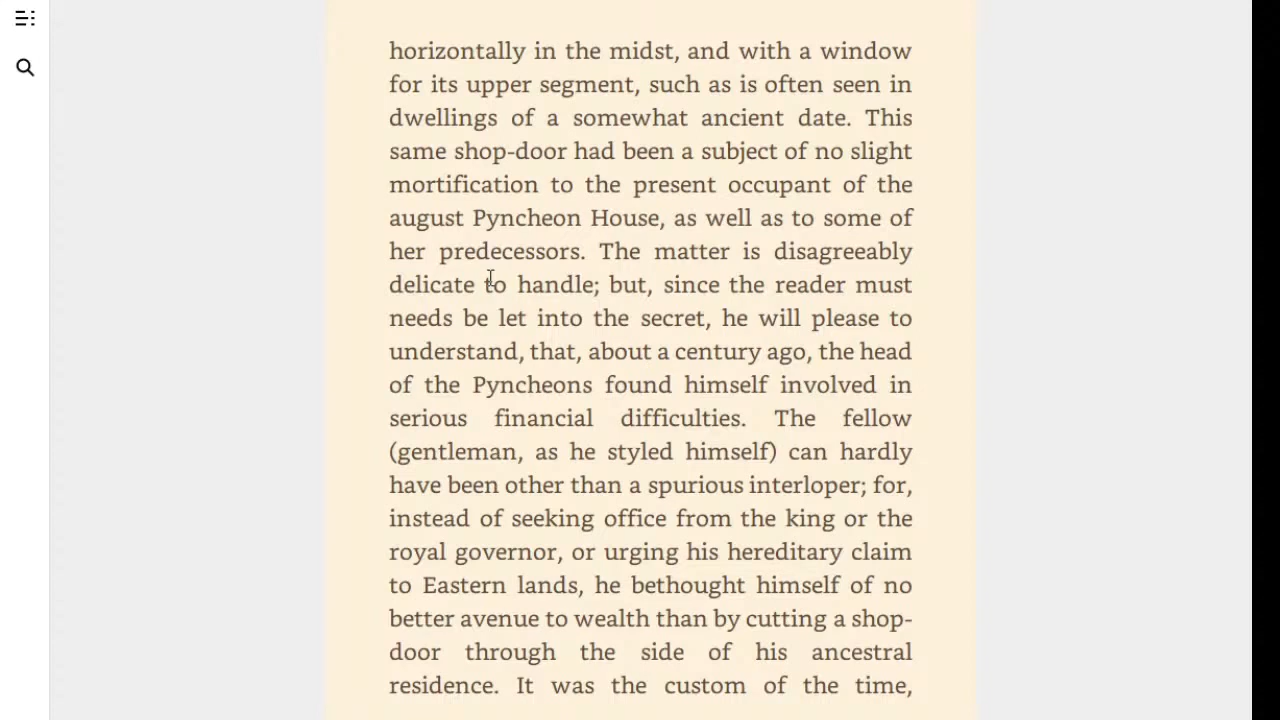 horizontally in the midst, and with a window
for its upper segment, such as is often seen in
dwellings of a somewhat ancient date. This
same shop-door had been a subject of no slight
mortification to the present occupant of the
august Pyncheon House, as well as to some of
her predecessors. The matter is disagreeably
delicate to handle; but, since the reader must
needs be let into the secret, he will please to
understand, that, about a century ago, the head
of the Pyncheons found himself involved in
serious financial difficulties. The fellow
(gentleman, as he styled himself) can hardly
have been other than a spurious interloper; for,
instead of seeking office from the king or the
royal governor, or urging his hereditary claim
to Eastern lands, he bethought himself of no
better avenue to wealth than by cutting a shop-
door through the side of his ancestral
residence. It was the custom of the time,